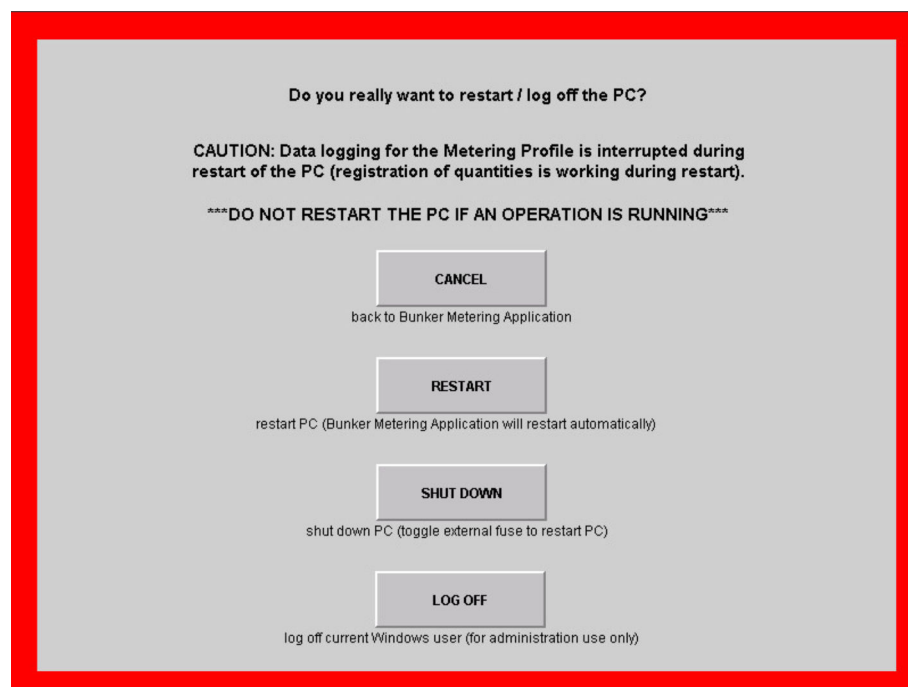 Do you really want to restart / log off the PC?
CAUTION: Data logging for the Metering Profile is interrupted during
restart of the PC (registration of quantities is working during restart).
***DO NOT RESTART THE PC IF AN OPERATION IS RUNNING***
CANCEL
back to Bunker Metering Application
RESTART
restart PC (Bunker Metering Application will restart automatically)
SHUT DOWN
shut down PC (toggle external fuse to restart PC)
LOG OFF
log off current Windows user (for administration use only)